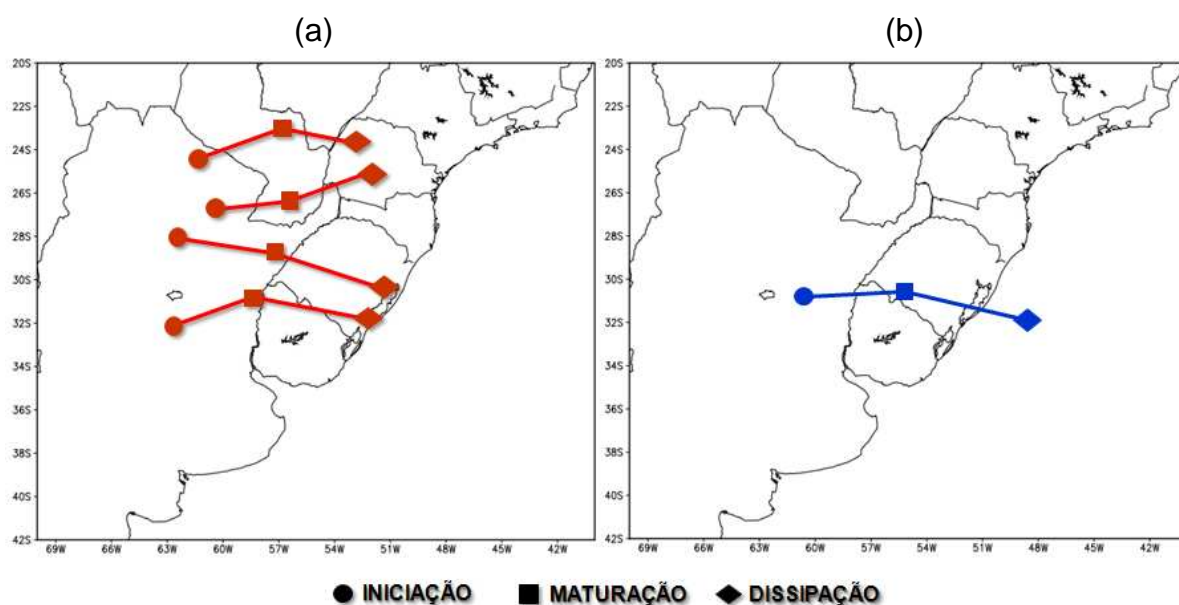 (a) (b)
20S 20S
22S 22S
24S 24S
26S 26S
28S 28S
30S 30S
32S 32S
34S 34S
36S 36S
38S 38S
40S 40S
42S 42S
69W 66W 63W 60W 57W 54W 51W 48W 45W 42W 69W 66W 63W 60W 57W 54W 51W 48W 45W 42W
INICIAÇÃO MATURAÇÃO DISSIPAÇÃO